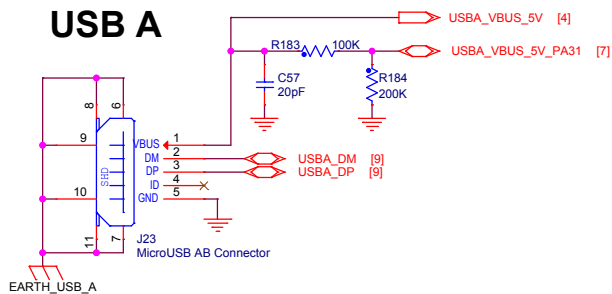 USB A
USBA_VBUS_5V [4]
R183 100K
USBA_VBUS_5V_PA31 [7]
C57
20pF
R184
200K
8
6
9
VBUS 1
DM 2
USBA_DM [9]
DP 3
USBA_DP [9]
ID 4
GND 5
SHD
10
11
7
J23
MicroUSB AB Connector
EARTH_USB_A